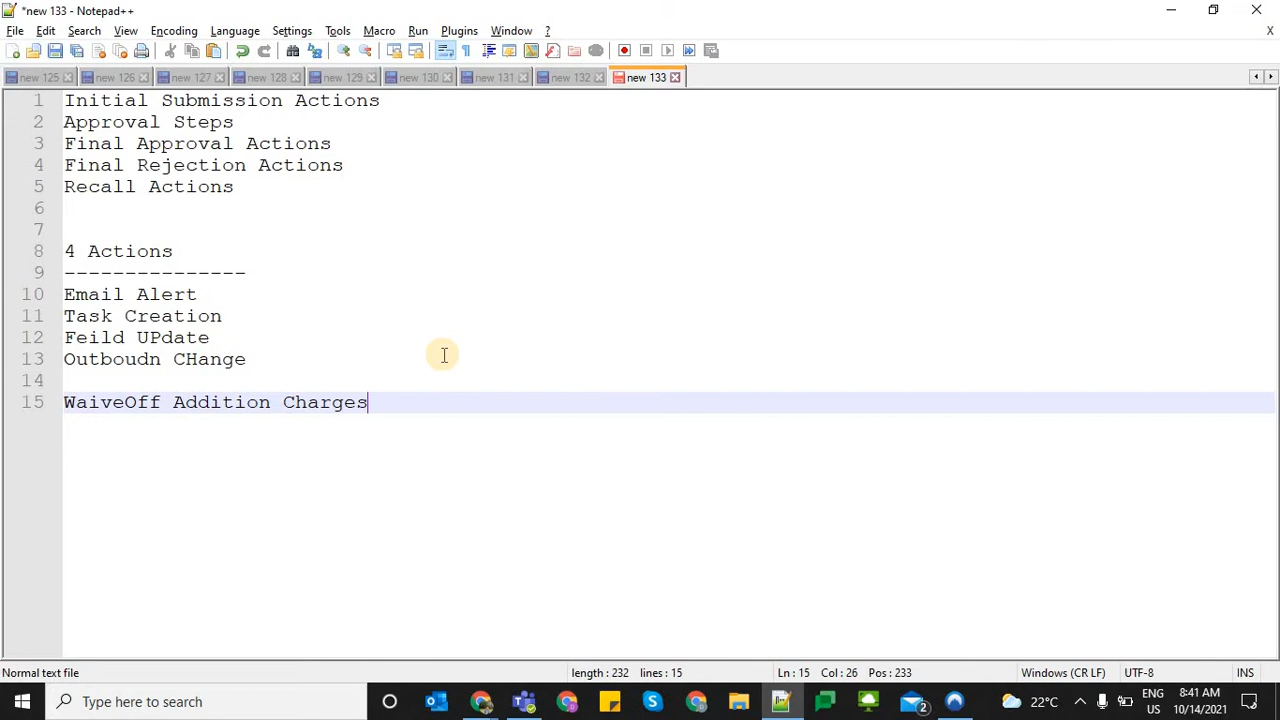 *new 133 - Notepad++
File Edit Search View Encoding Language Settings Tools Macro Run Plugins Window ?
X
new 125 new 126 new 127 new 128 new 129 new 130 new 131 new 132 new 133
1 Initial Submission Actions
2 Approval Steps
3 Final Approval Actions
4 Final Rejection Actions
5 Recall Actions
6
7
8 4 Actions
9 ---------------
10 Email Alert
11 Task Creation
12 Feild UPdate
13 Outboudn CHange
14
15 WaiveOff Addition Charges
Normal text file length : 232 lines : 15 Ln : 15 Col : 26 Pos : 233 Windows (CR LF) UTF-8 INS
Type here to search 2 22°C ENG US 8:41 AM 10/14/2021